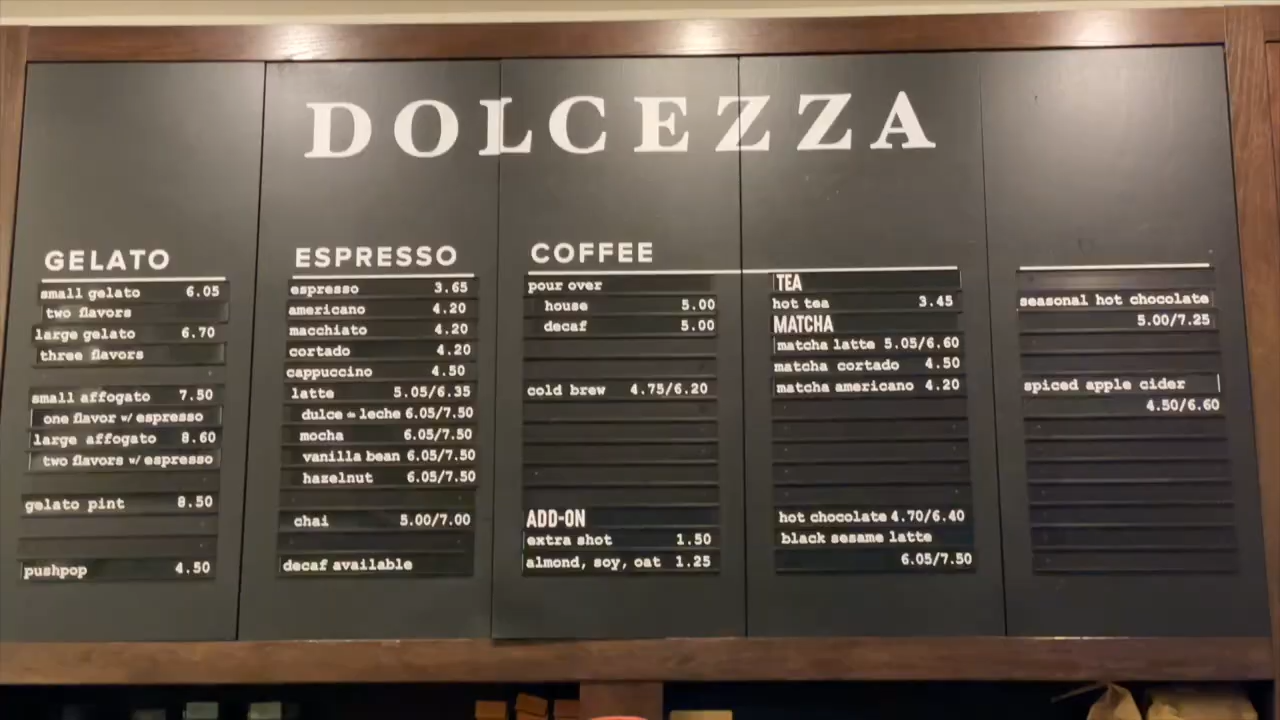 DOLCEZZA
GELATO
small gelato 6.05
two flavors
large gelato 6.70
three flavors
small affogato 7.50
one flavor w/ espresso
large affogato 8.60
two flavors w/ espresso
gelato pint 8.50
pushpop 4.50
ESPRESSO
espresso 3.65
americano 4.20
macchiato 4.20
cortado 4.20
cappuccino 4.50
latte 5.05/6.35
dulce de leche 6.05/7.50
mocha 6.05/7.50
vanilla bean 6.05/7.50
hazelnut 6.05/7.50
chai 5.00/7.00
decaf available
COFFEE
pour over
house 5.00
decaf 5.00
cold brew 4.75/6.20
ADD-ON
extra shot 1.50
almond, soy, oat 1.25
TEA
hot tea 3.45
MATCHA
matcha latte 5.05/6.60
matcha cortado 4.50
matcha americano 4.20
hot chocolate 4.70/6.40
black sesame latte
6.05/7.50
seasonal hot chocolate
5.00/7.25
spiced apple cider
4.50/6.60